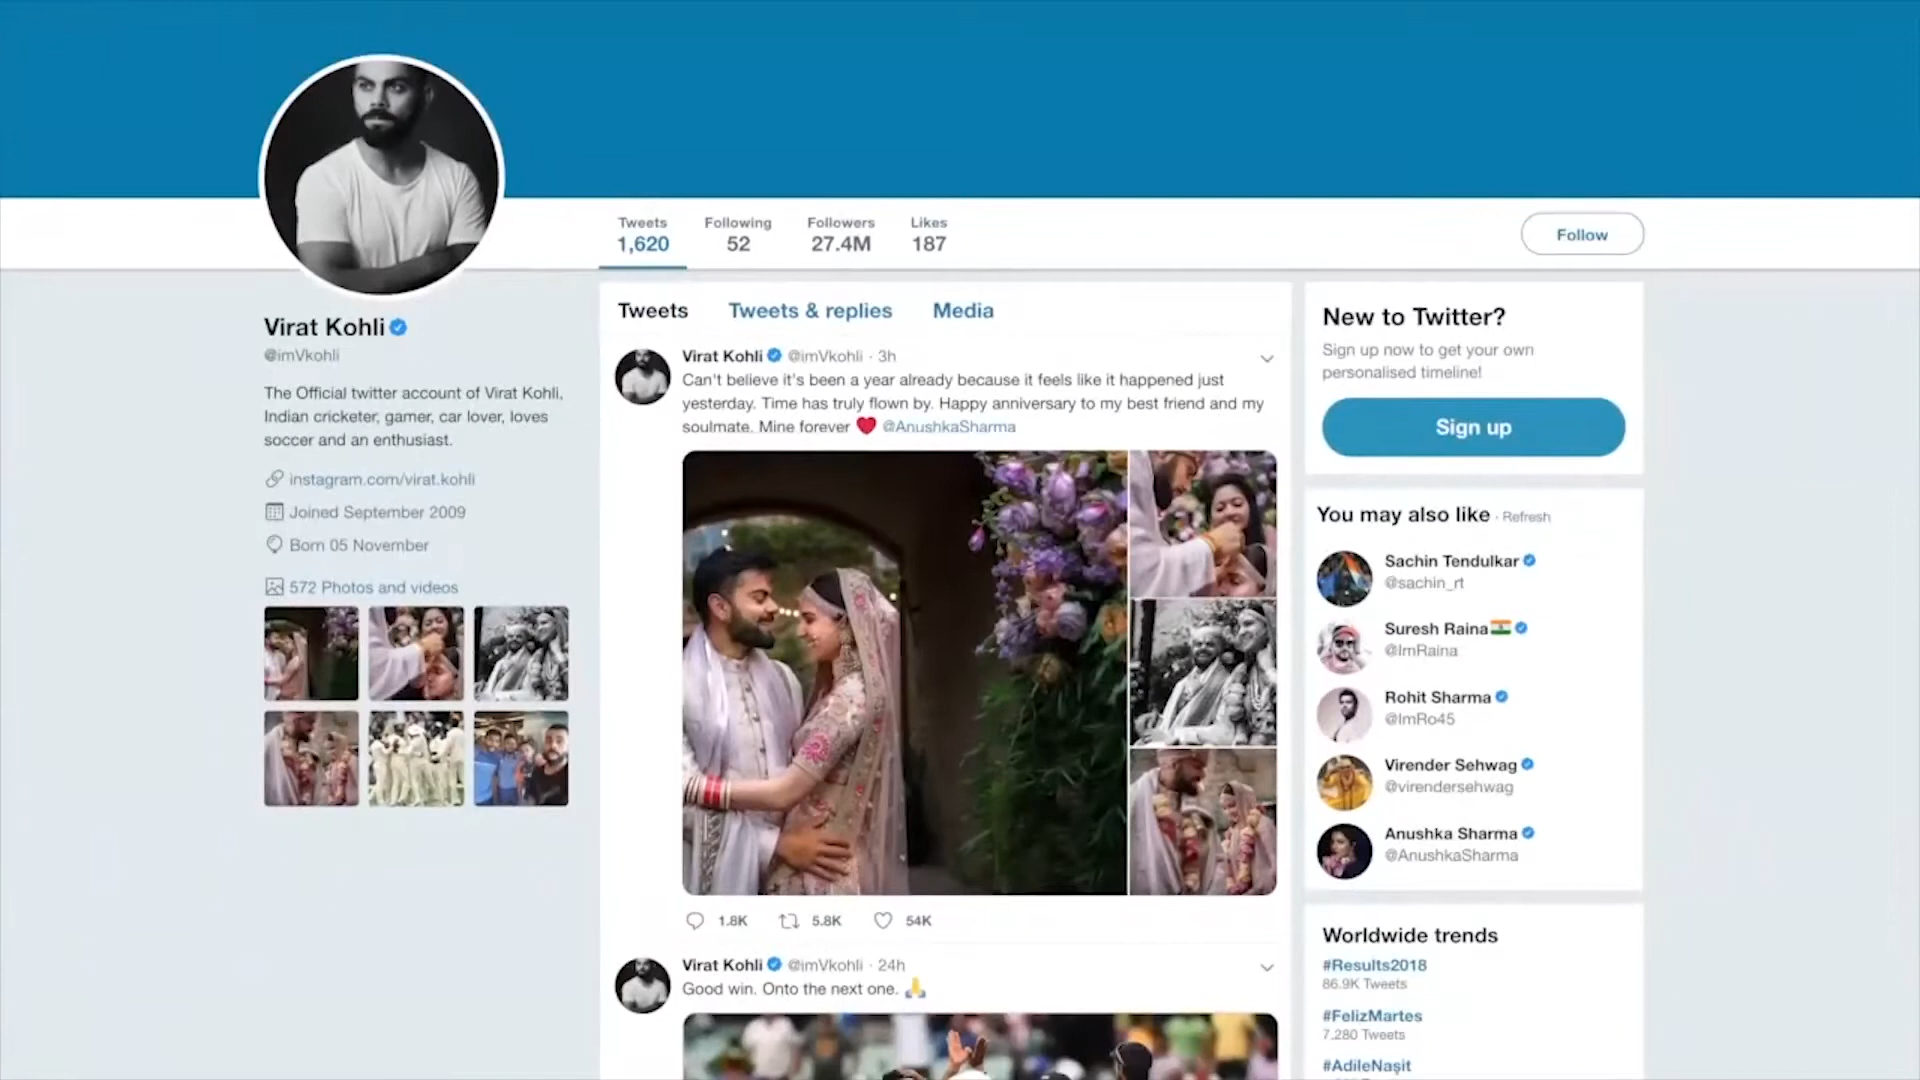 Tweets Following Followers Likes
1,620 52 27.4M 187
Follow
Virat Kohli
@imVkohli
The Official twitter account of Virat Kohli,
Indian cricketer, gamer, car lover, loves
soccer and an enthusiast.
instagram.com/virat.kohli
Joined September 2009
Born 05 November
572 Photos and videos
Tweets Tweets & replies Media
Virat Kohli @imVkohli · 3h
Can't believe it's been a year already because it feels like it happened just
yesterday. Time has truly flown by. Happy anniversary to my best friend and my
soulmate. Mine forever ❤️ @AnushkaSharma
1.8K 5.8K 54K
Virat Kohli @imVkohli · 24h
Good win. Onto the next one. 🙏
New to Twitter?
Sign up now to get your own
personalised timeline!
Sign up
You may also like · Refresh
Sachin Tendulkar
@sachin_rt
Suresh Raina🇮🇳
@ImRaina
Rohit Sharma
@ImRo45
Virender Sehwag
@virendersehwag
Anushka Sharma
@AnushkaSharma
Worldwide trends
#Results2018
86.9K Tweets
#FelizMartes
7,280 Tweets
#AdileNaşit